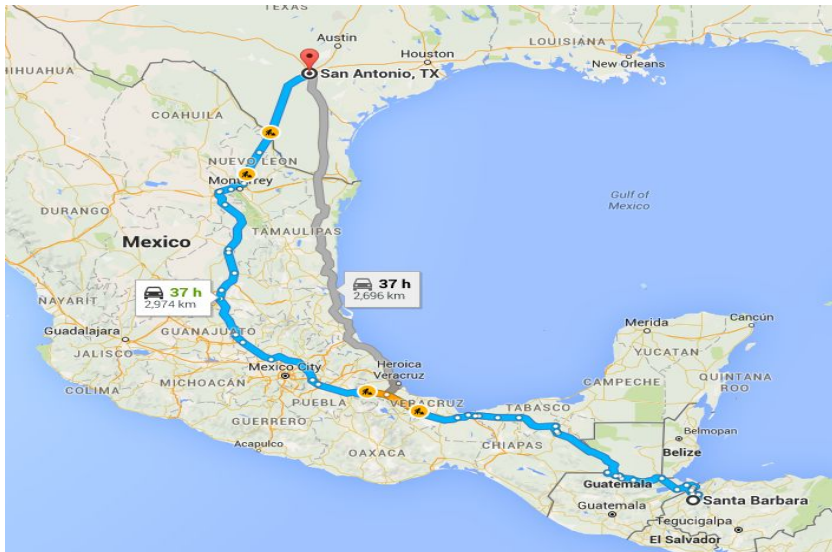 TEXAS
Austin
Houston
LOUISIANA
New Orleans
San Antonio, TX
CHIHUAHUA
COAHUILA
NUEVO LEON
Monterrey
DURANGO
TAMAULIPAS
Gulf of
Mexico
Mexico
37 h
2,974 km
37 h
2,696 km
NAYARIT
Guadalajara
GUANAJUATO
JALISCO
COLIMA
MICHOACÁN
Mexico City
PUEBLA
Heroica
Veracruz
VERACRUZ
GUERRERO
Acapulco
OAXACA
TABASCO
CHIAPAS
Merida
Cancún
YUCATAN
CAMPECHE
QUINTANA
ROO
Belmopan
Belize
Guatemala
Guatemala
Santa Barbara
Tegucigalpa
El Salvador